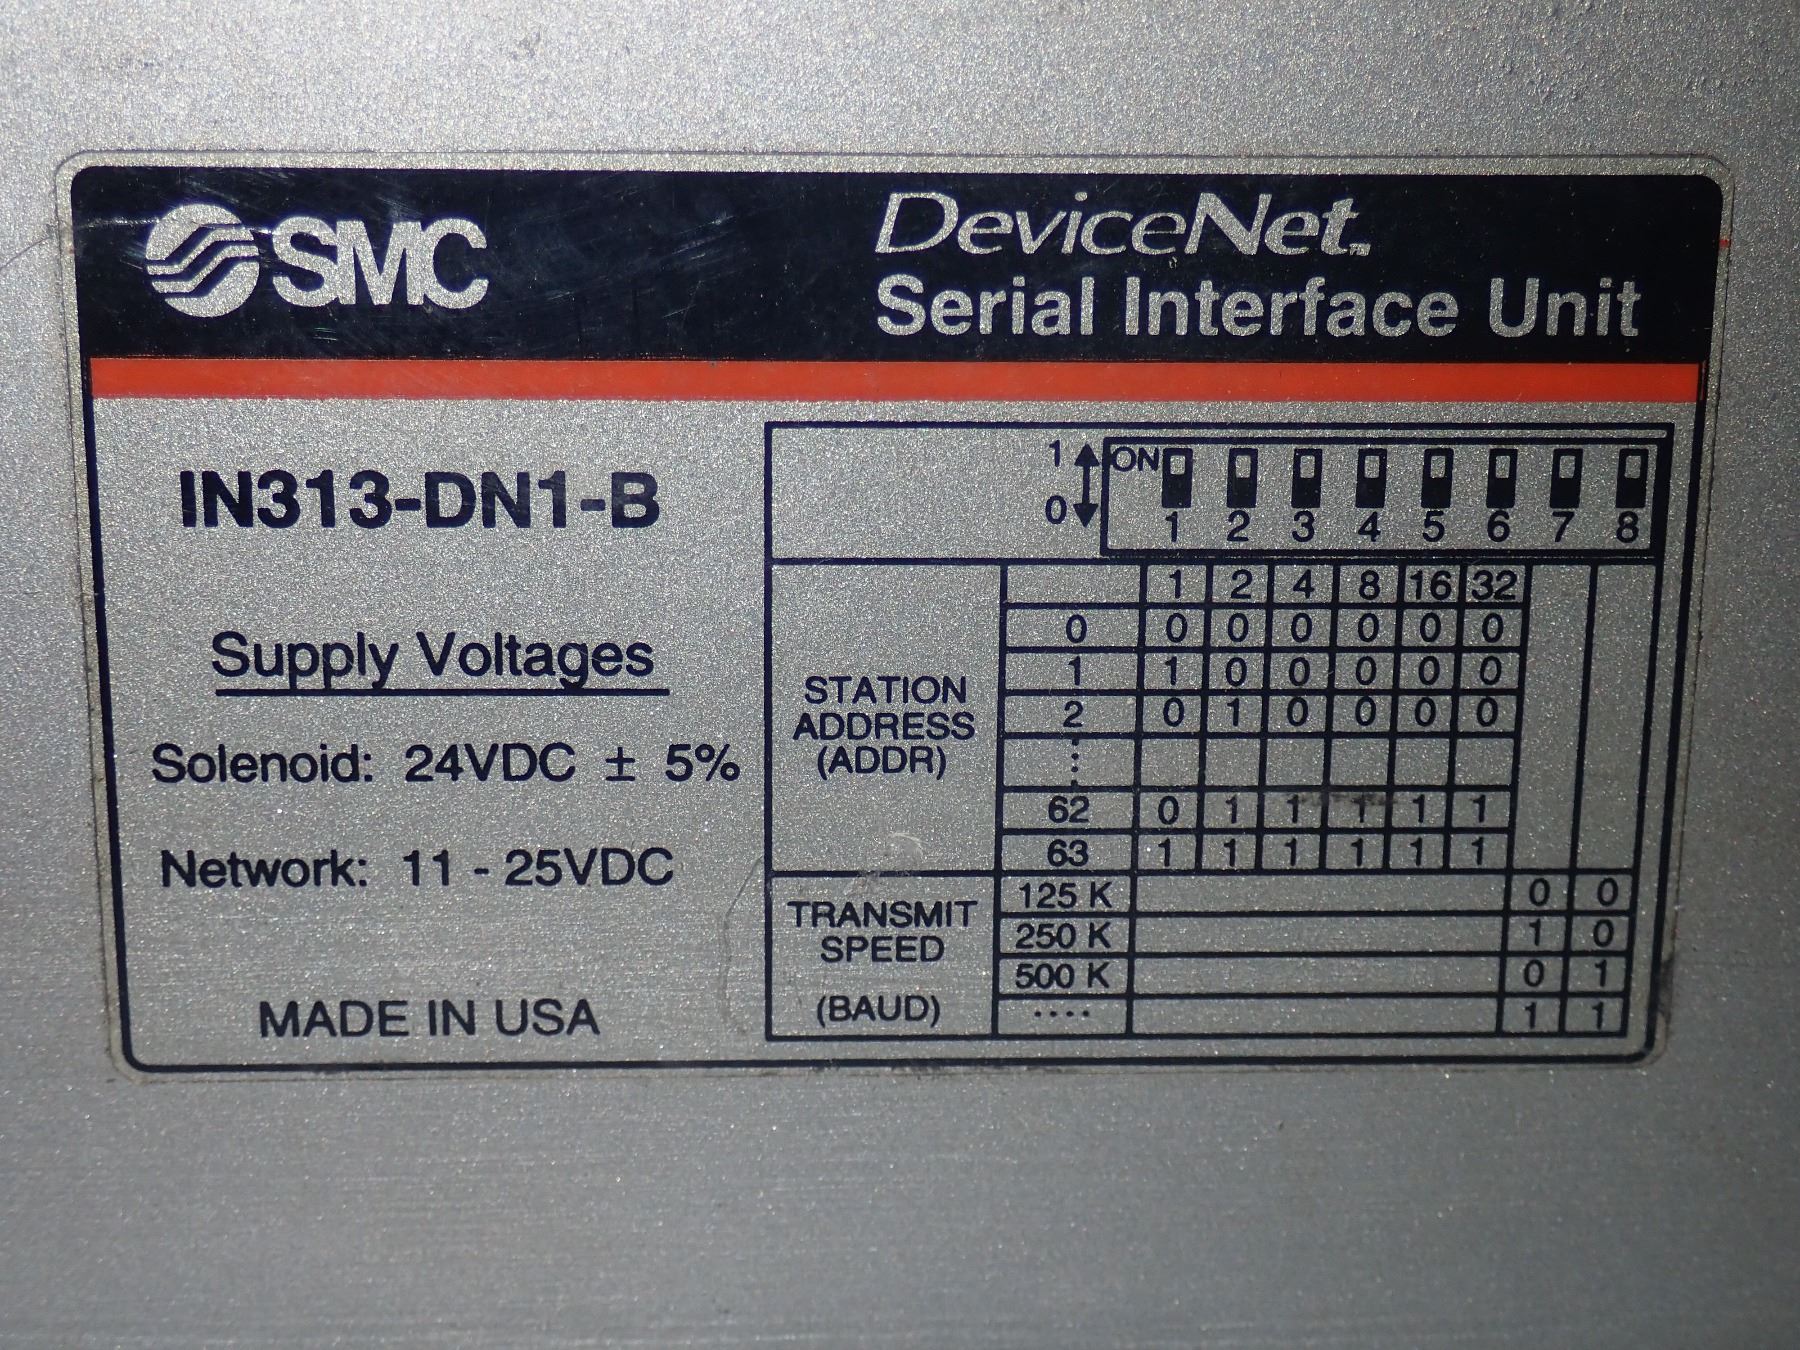 SMC
DeviceNet™
Serial Interface Unit
IN313-DN1-B
Supply Voltages
Solenoid: 24VDC ± 5%
Network: 11 - 25VDC
MADE IN USA
1 ON
0 1 2 3 4 5 6 7 8
STATION
ADDRESS
(ADDR)
1 2 4 8 16 32
0 0 0 0 0 0 0
1 1 0 0 0 0 0
2 0 1 0 0 0 0
62 0 1 1 1 1 1
63 1 1 1 1 1 1
TRANSMIT
SPEED
(BAUD)
125 K 0 0
250 K 1 0
500 K 0 1
.... 1 1